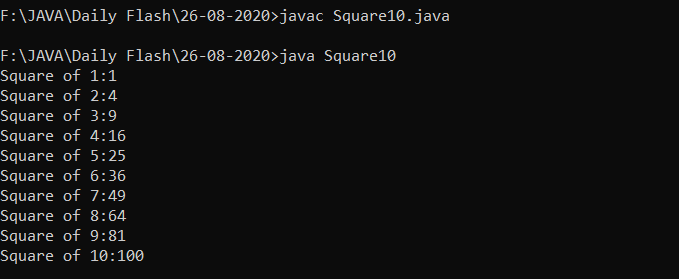 F:\JAVA\Daily Flash\26-08-2020>javac Square10.java
F:\JAVA\Daily Flash\26-08-2020>java Square10
Square of 1:1
Square of 2:4
Square of 3:9
Square of 4:16
Square of 5:25
Square of 6:36
Square of 7:49
Square of 8:64
Square of 9:81
Square of 10:100